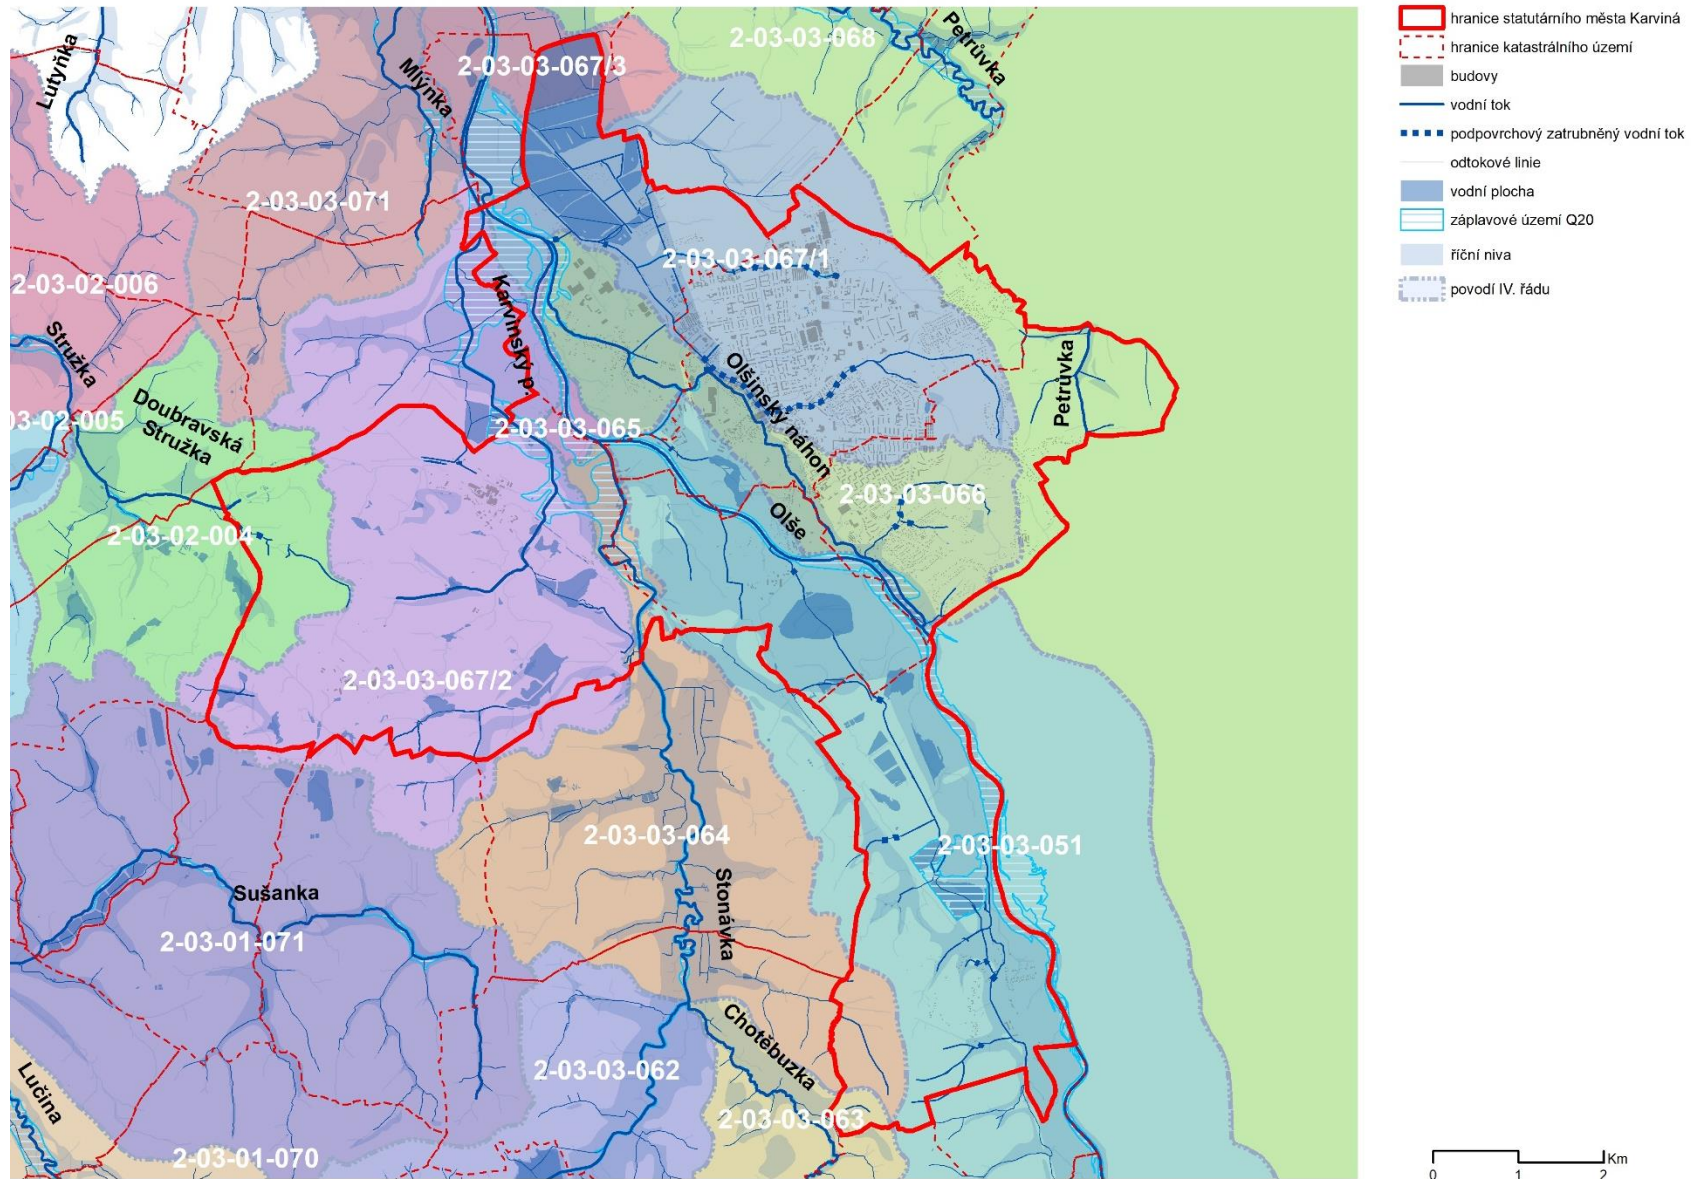 2-03-03-068
Petrůvka
Lutyňka
Mlýnka
2-03-03-067/3
2-03-03-071
2-03-03-067/1
2-03-02-006
Karvinský p.
Stružka
Olšinský náhon
Petrůvka
03-02-005
Doubravská
Stružka
2-03-03-065
2-03-03-066
Olše
2-03-02-004
2-03-03-067/2
2-03-03-064
2-03-03-051
Sušanka
Stonávka
2-03-01-071
Chotěbuzka
2-03-03-062
Lučina
2-03-03-063
2-03-01-070
hranice statutárního města Karviná
hranice katastrálního území
budovy
vodní tok
podpovrchový zatrubněný vodní tok
odtokové linie
vodní plocha
záplavové území Q20
říční niva
povodí IV. řádu
Km
0 1 2